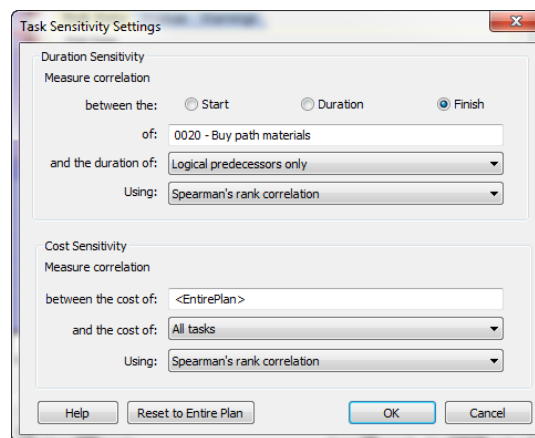 Task Sensitivity Settings
Duration Sensitivity
Measure correlation
between the: Start Duration Finish
of: 0020 - Buy path materials
and the duration of: Logical predecessors only
Using: Spearman's rank correlation
Cost Sensitivity
Measure correlation
between the cost of: <EntirePlan>
and the cost of: All tasks
Using: Spearman's rank correlation
Help Reset to Entire Plan OK Cancel